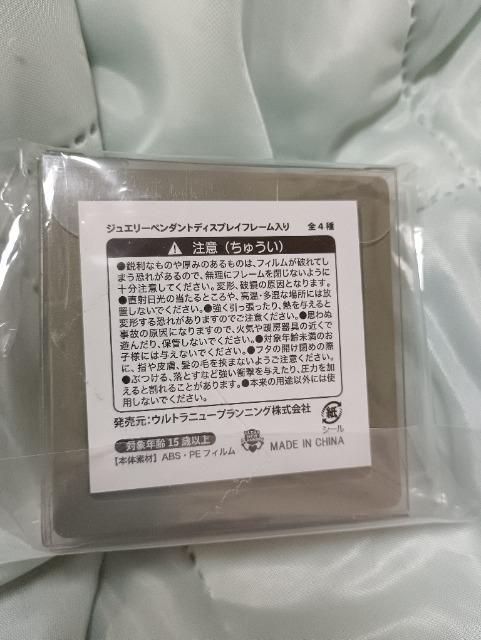 ジュエリーペンダントディスプレイフレーム入り 全4種
注意（ちゅうい）
●鋭利なものや厚みのあるものは、フィルムが破れてし
まう恐れがあるので、無理にフレームを閉じないように
十分注意してください。変形、破損の原因となります。
●直射日光の当たるところや、高温・多湿な場所には放
置しないでください。●強く引っ張ったり、熱を与えると
変形する恐れがありますのでご注意ください。●思わぬ
事故の原因になりますので、火気や暖房器具の近くで
遊んだり、保管しないでください。●対象年齢未満のお
子様には与えないでください。●フタの開け閉めの際
に、指や皮膚、髪の毛を挟まないようご注意ください。
●ぶつける、落とすなど強い衝撃を与えたり、圧力を加
えると割れることがあります。●本来の用途以外には使
用しないでください。
発売元:ウルトラニュープランニング株式会社
紙
シール
対象年齢15歳以上
MADE IN CHINA
【本体素材】ABS・PEフィルム